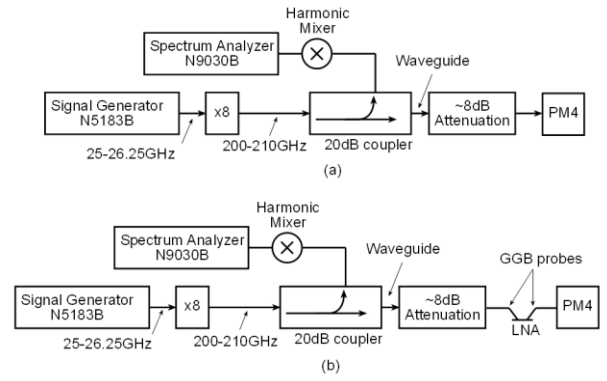 Harmonic
Mixer
Spectrum Analyzer
N9030B
Waveguide
Signal Generator
N5183B
x8
~8dB
Attenuation
PM4
25-26.25GHz
200-210GHz
20dB coupler
(a)
Harmonic
Mixer
Spectrum Analyzer
N9030B
Waveguide
GGB probes
Signal Generator
N5183B
x8
~8dB
Attenuation
PM4
LNA
25-26.25GHz
200-210GHz
20dB coupler
(b)